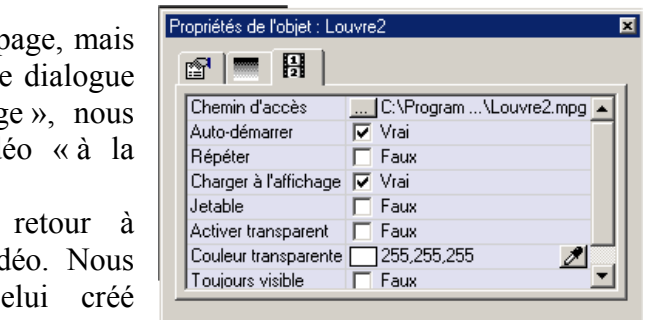 page, mais
e dialogue
ge », nous
éo « à la
retour à
déo. Nous
elui créé
Propriétés de l'objet : Louvre2
1
2
Chemin d'accès ... C:\Program ...\Louvre2.mpg
Auto-démarrer Vrai
Répéter Faux
Charger à l'affichage Vrai
Jetable Faux
Activer transparent Faux
Couleur transparente 255,255,255
Toujours visible Faux